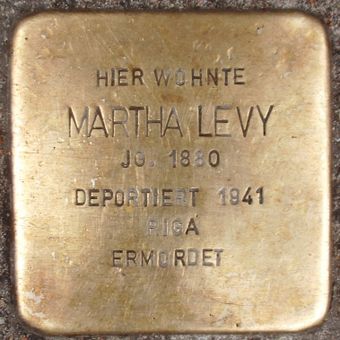 HIER WOHNTE
MARTHA LEVY
JG. 1880
DEPORTIERT 1941
RIGA
ERMORDET